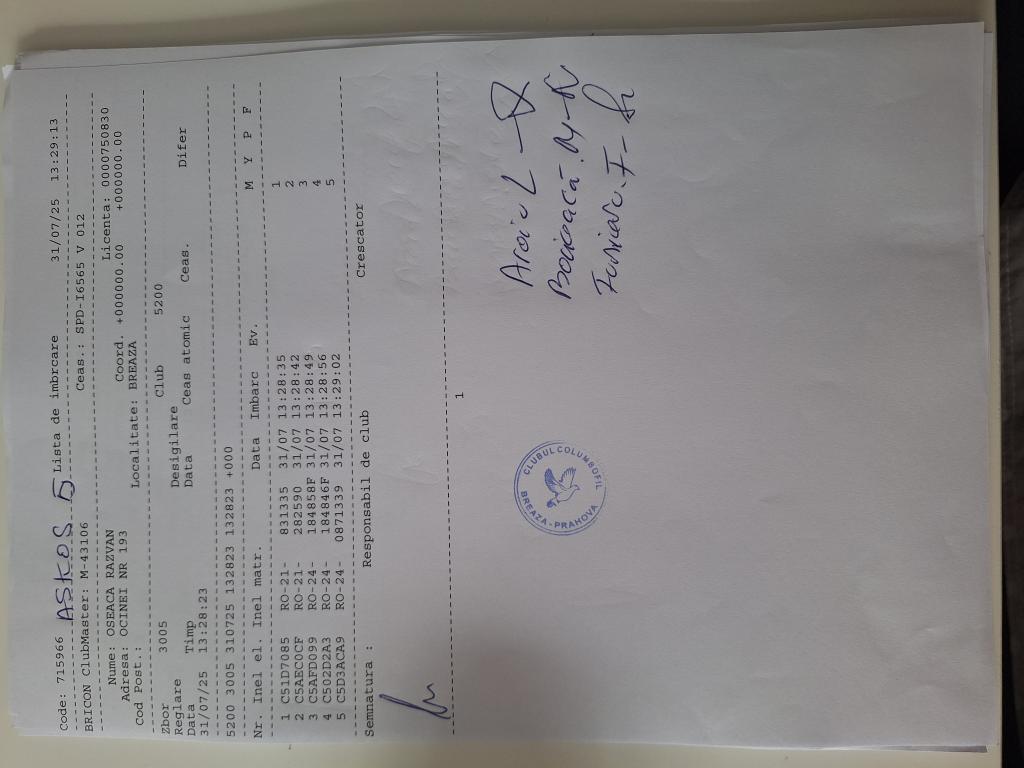 Code: 715966 ASKOS 5 Lista de imbrcare 31/07/25 13:29:13
BRICON ClubMaster: M-43106 Ceas.: SPD-I6565 V 012
Nume: OSEACA RAZVAN Licenta: 0000750830
Adresa: OCINEI NR 193 Coord. +000000.00 +000000.00
Cod Post.: Localitate: BREAZA
Zbor 3005 Club 5200
Reglare Desigilare
Data Timp Data Ceas atomic Ceas. Difer
31/07/25 13:28:23
5200 3005 310725 132823 132823 +000
Nr. Inel el. Inel matr. Data Imbarc Ev. M Y P F
1 C51D7085 RO-21- 831335 31/07 13:28:35 1
2 C5AEC0CF RO-21- 282590 31/07 13:28:42 2
3 C5AFD099 RO-24- 184858F 31/07 13:28:49 3
4 C502D2A3 RO-24- 184846F 31/07 13:28:56 4
5 C5D3ACA9 RO-24- 0871139 31/07 13:29:02 5
Semnatura : Responsabil de club Crescator
1
CLUBUL COLUMBOFIL
BREAZA-PRAHOVA